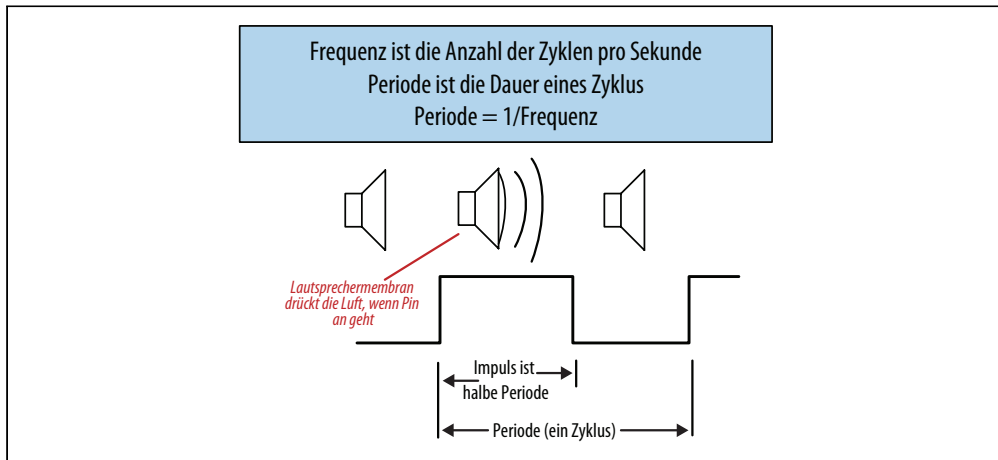 Frequenz ist die Anzahl der Zyklen pro Sekunde
Periode ist die Dauer eines Zyklus
Periode = 1/Frequenz
Lautsprechermembran
drückt die Luft, wenn Pin
an geht
Impuls ist
halbe Periode
Periode (ein Zyklus)